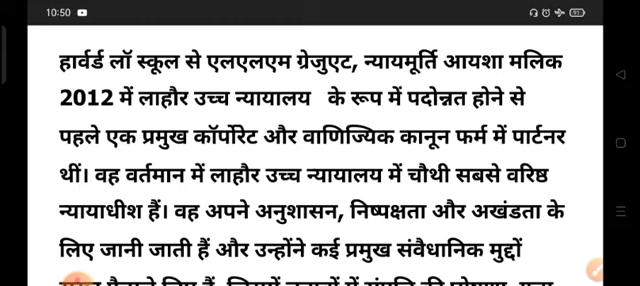 10:50
91
हार्वर्ड लॉ स्कूल से एलएलएम ग्रेजुएट, न्यायमूर्ति आयशा मलिक
2012 में लाहौर उच्च न्यायालय के रूप में पदोन्नत होने से
पहले एक प्रमुख कॉर्पोरेट और वाणिज्यिक कानून फर्म में पार्टनर
थीं। वह वर्तमान में लाहौर उच्च न्यायालय में चौथी सबसे वरिष्ठ
न्यायाधीश हैं। वह अपने अनुशासन, निष्पक्षता और अखंडता के
लिए जानी जाती हैं और उन्होंने कई प्रमुख संवैधानिक मुद्दों